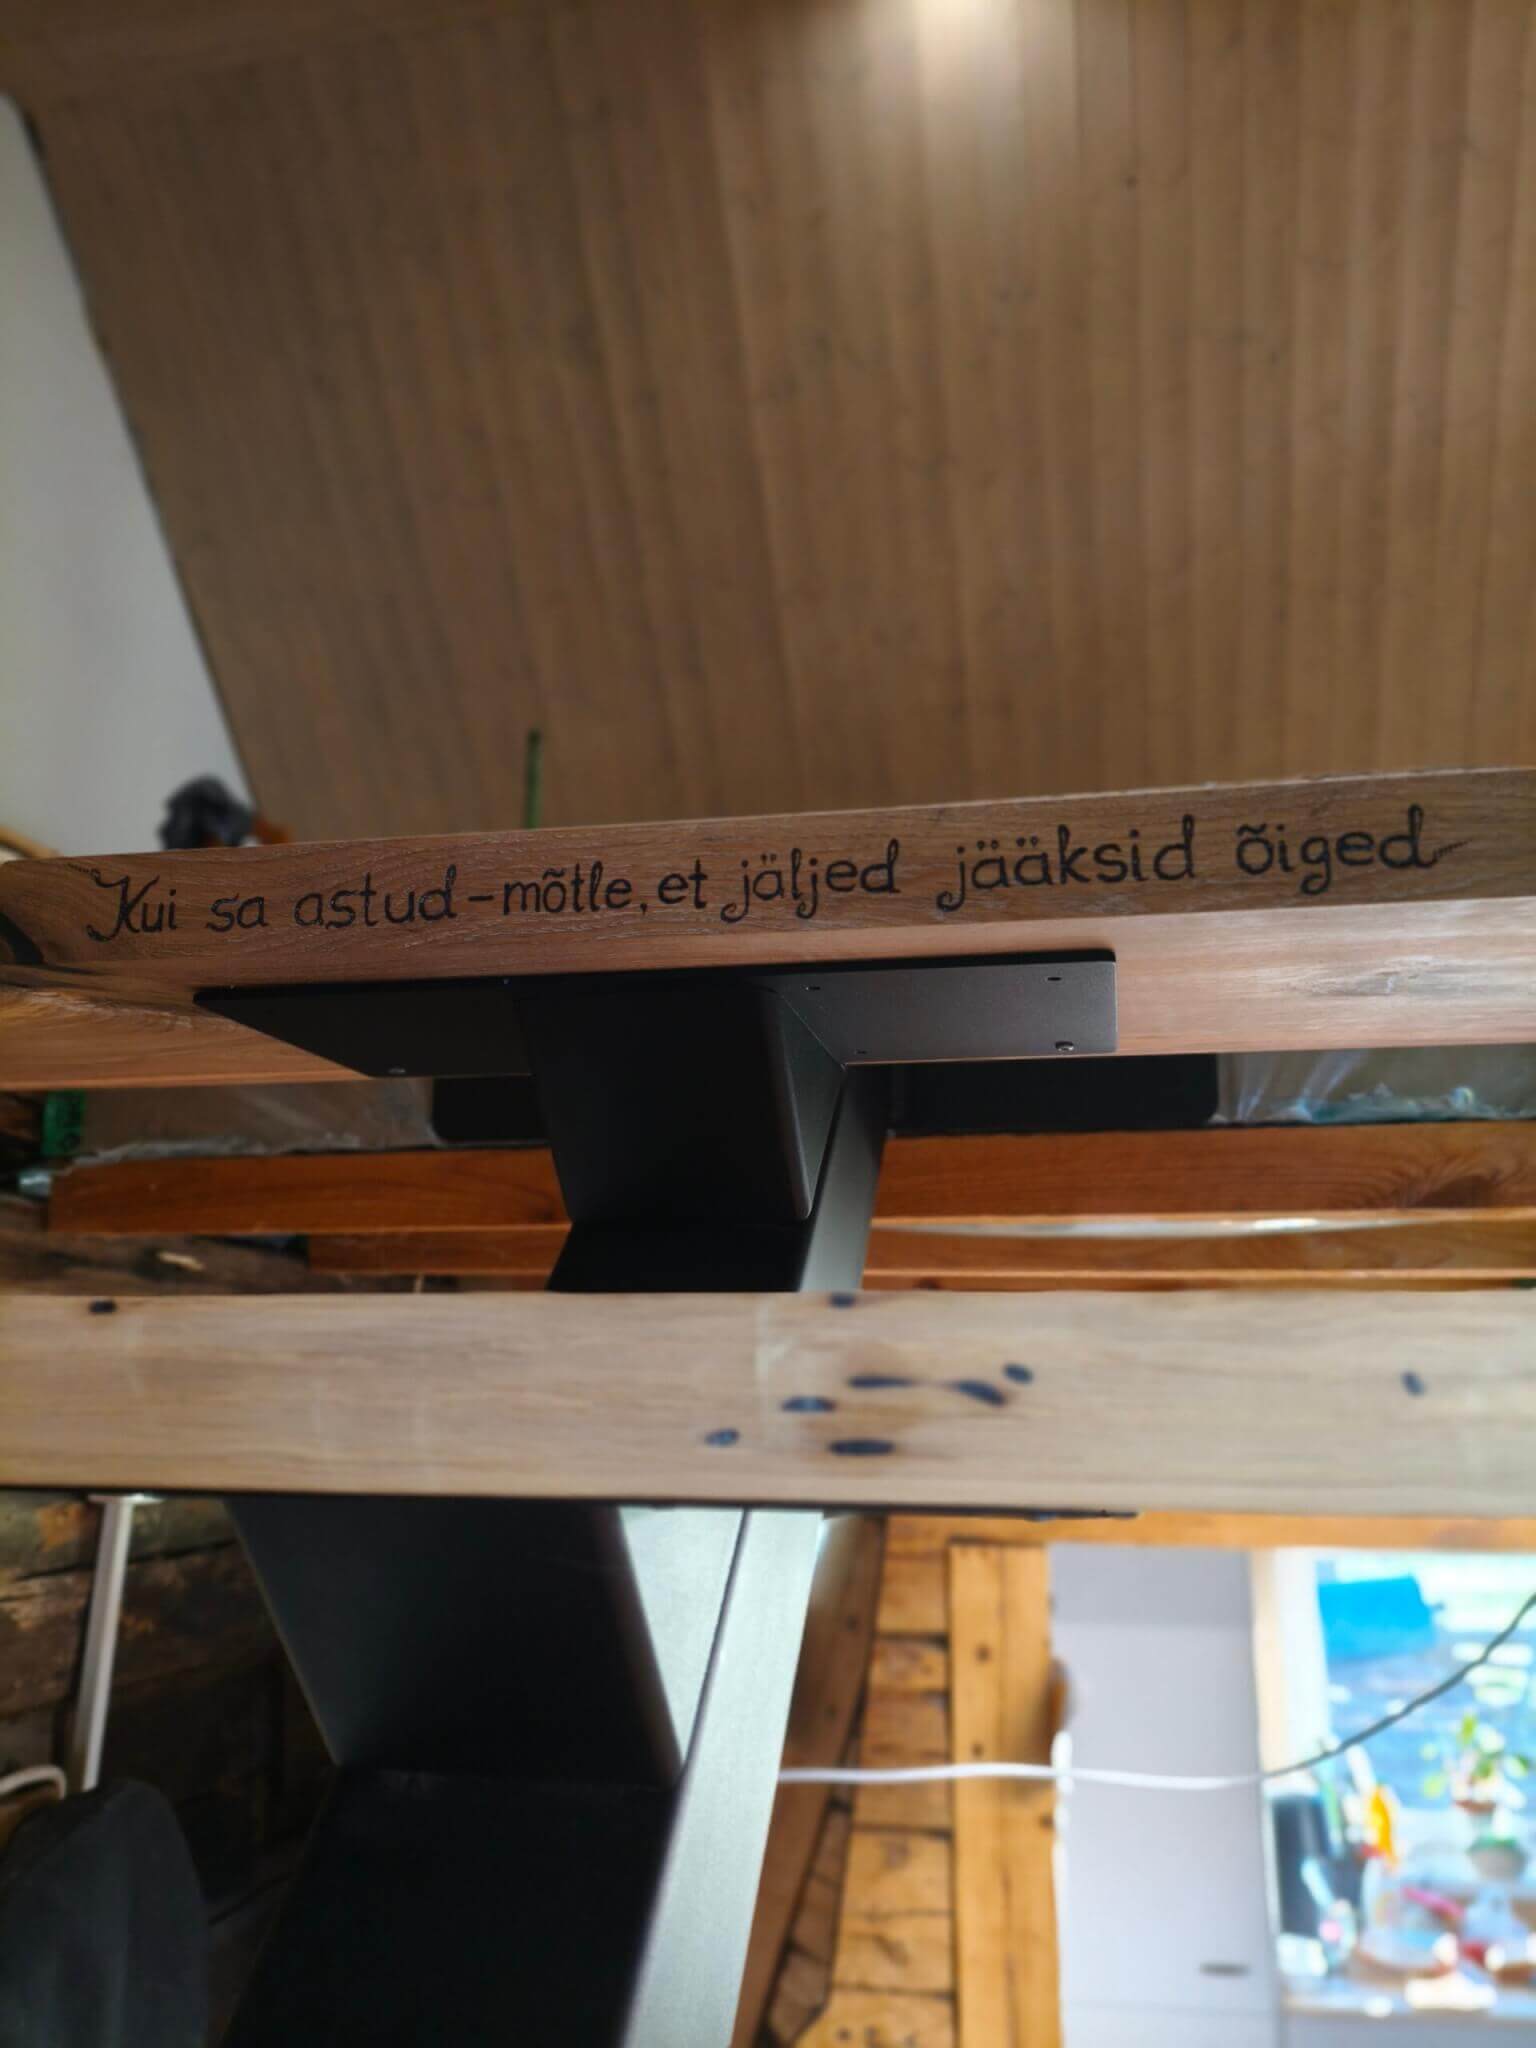 Kui sa astud-mõtle, et jäljed jääksid õiged